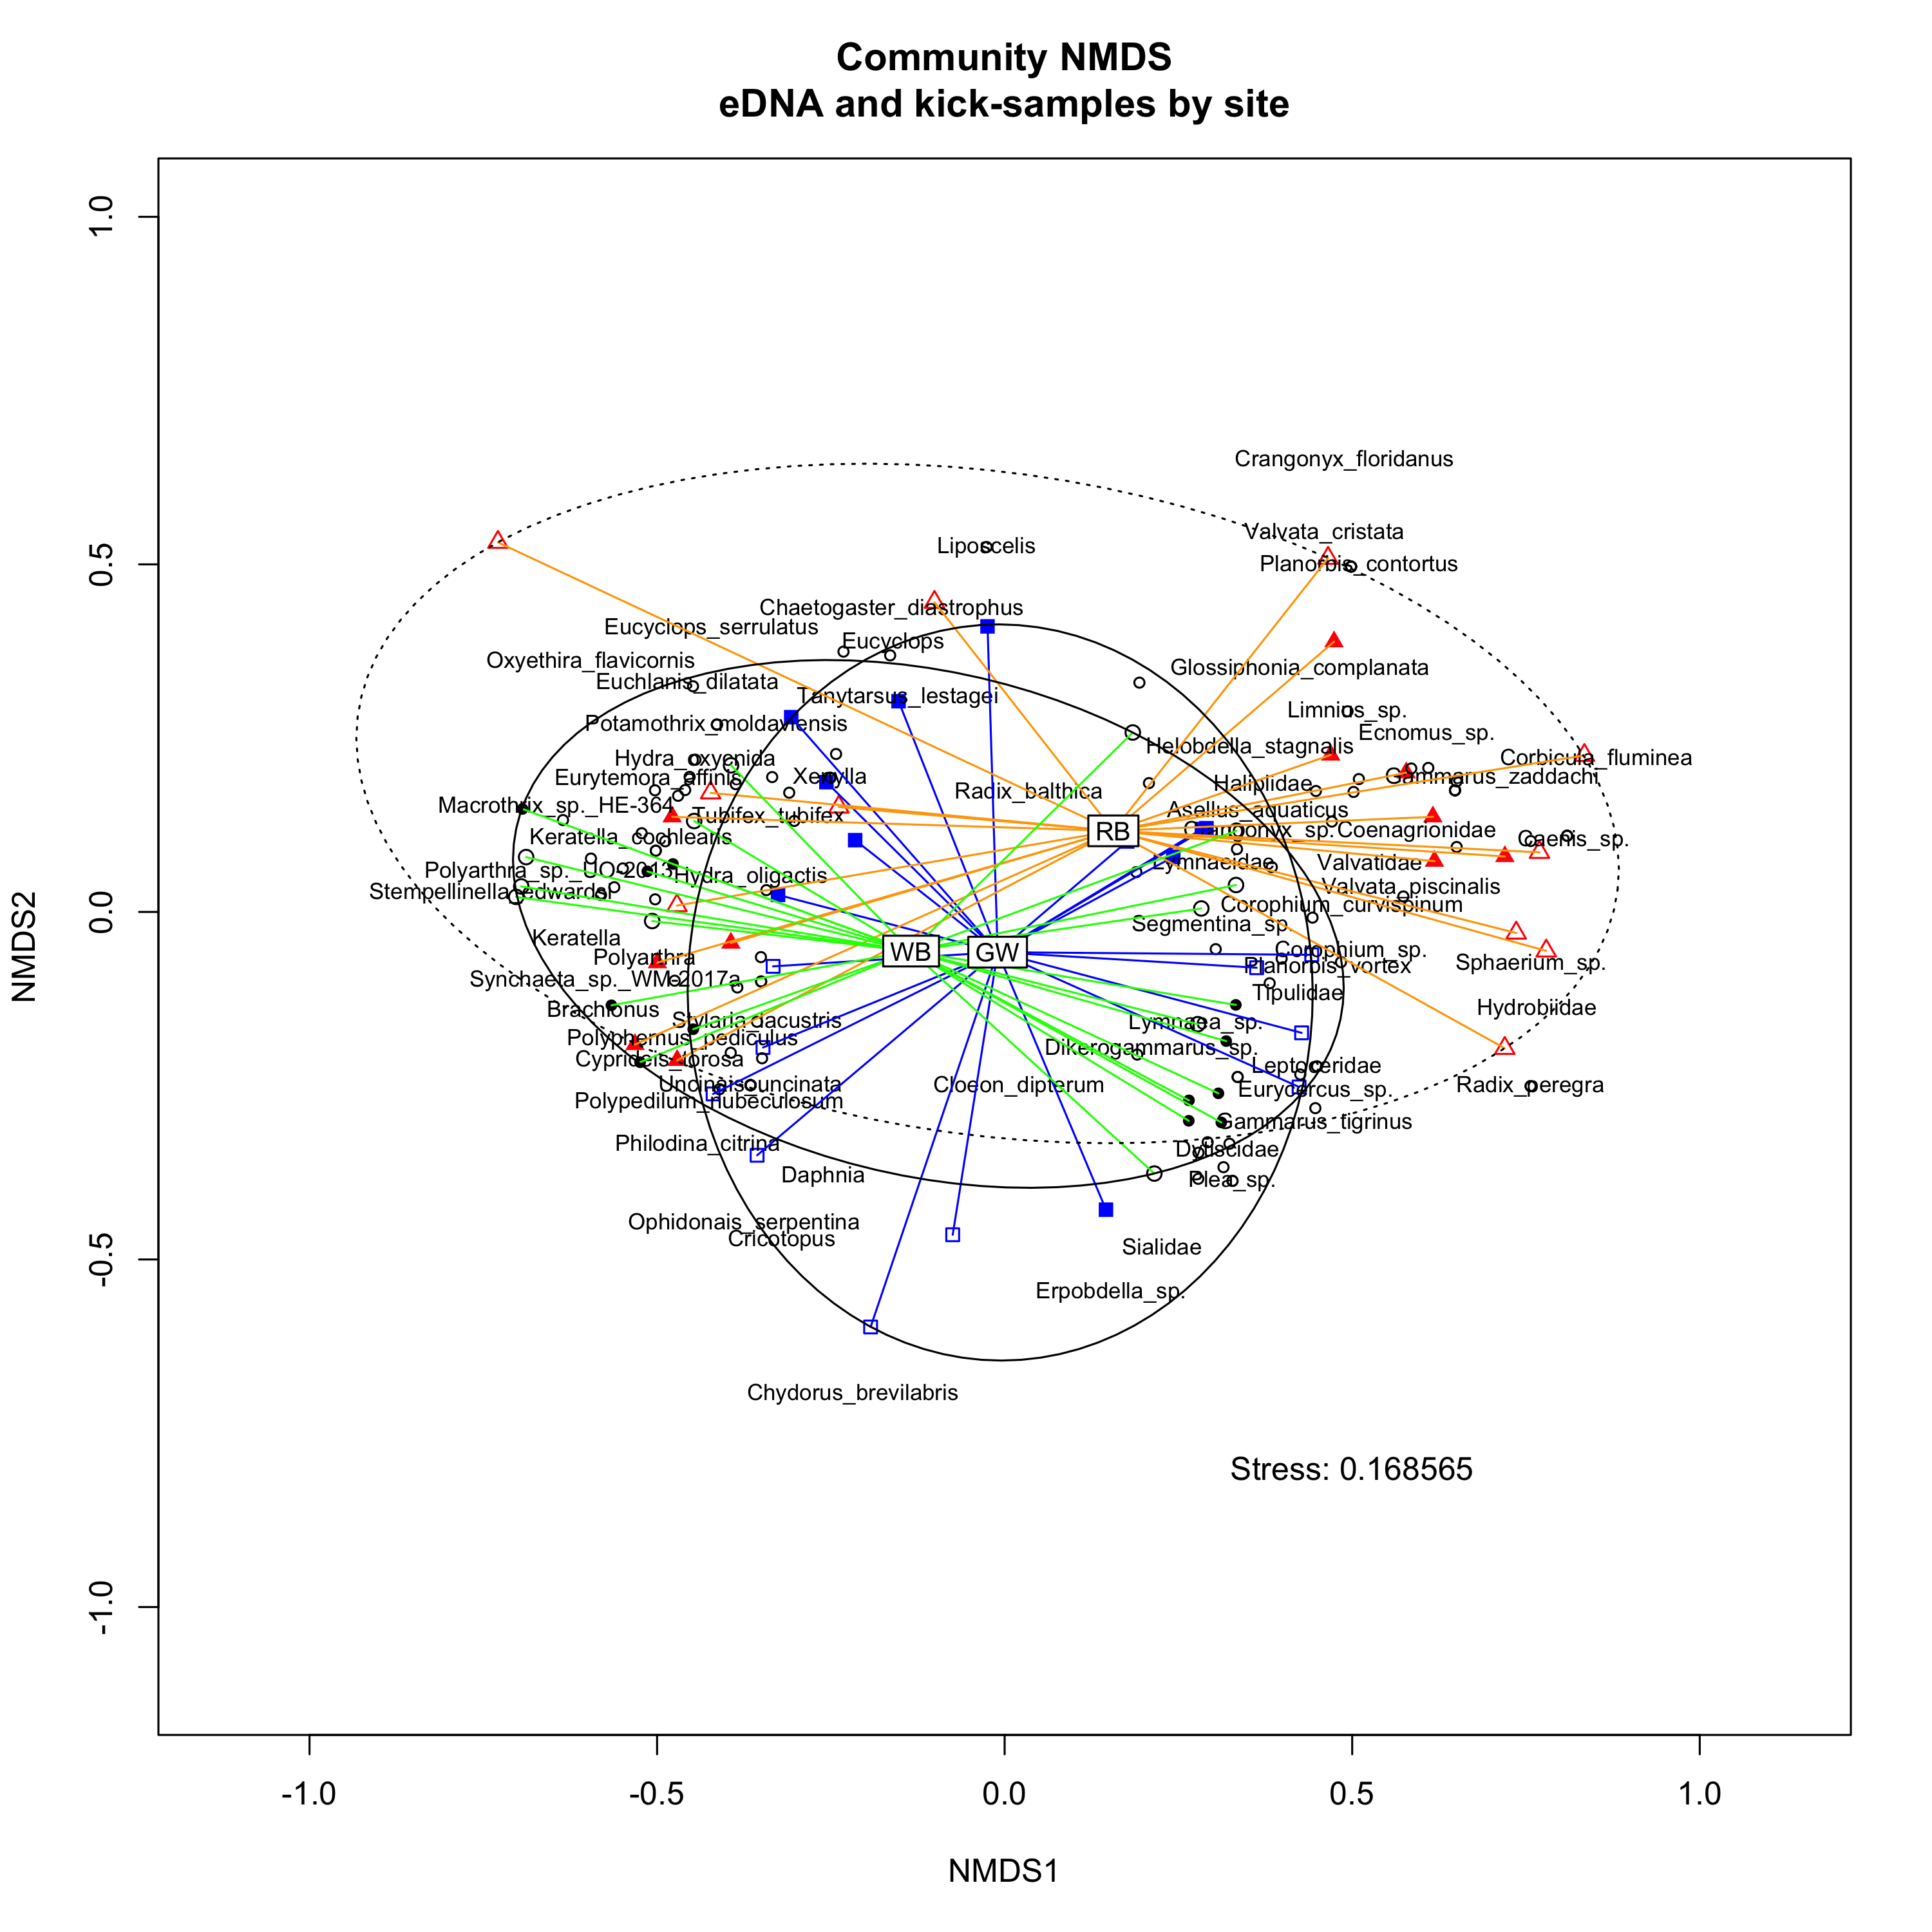 Community NMDS
eDNA and kick-samples by site
Crangonyx_floridanus
Valvata_cristata
Liposcelis
Planorbis_contortus
Chaetogaster_diastrophus
Eucyclops_serrulatus
Eucyclops
Oxyethira_flavicornis
Glossiphonia_complanata
Euchlanis_dilatata
Tanytarsus_lestagei
Limnius_sp.
Potamothrix_moldaviensis
Ecnomus_sp.
Helobdella_stagnalis
Hydra_oxycnida
Corbicula_fluminea
Eurytemora_affinis
Xenylla
Gammarus_zaddachi
Haliplidae
Radix_balthica
Macrothrix_sp._HE-364
Asellus_aquaticus
Tubifex_tubifex
RB
Coenagrionidae
Keratella_cochlearis
Caenis_sp.
Lymnaeidae
Valvatidae
Polyarthra_sp._UO-2013
Hydra_oligactis
Valvata_piscinalis
Stempellinella_edwardsi
Corophium_curvispinum
Segmentina_sp.
Keratella
WB
GW
Corophium_sp.
Polyarthra
Planorbis_vortex
Sphaerium_sp.
Synchaeta_sp._WM-2017a
Tipulidae
Brachionus
Hydrobiidae
Stylaria_lacustris
Lymnaea_sp.
Polyphemus_pediculus
Dikerogammarus_sp.
Cyprideis_torosa
Leptoceridae
Uncinais_uncinata
Cloeon_dipterum
Eurycercus_sp.
Radix_peregra
Polypedilum_nubeculosum
Gammarus_tigrinus
Philodina_citrina
Dytiscidae
Daphnia
Plea_sp.
Ophidonais_serpentina
Cricotopus
Sialidae
Erpobdella_sp.
Chydorus_brevilabris
Stress: 0.168565
1.0
0.5
0.0
-0.5
-1.0
NMDS2
-1.0
-0.5
0.0
0.5
1.0
NMDS1